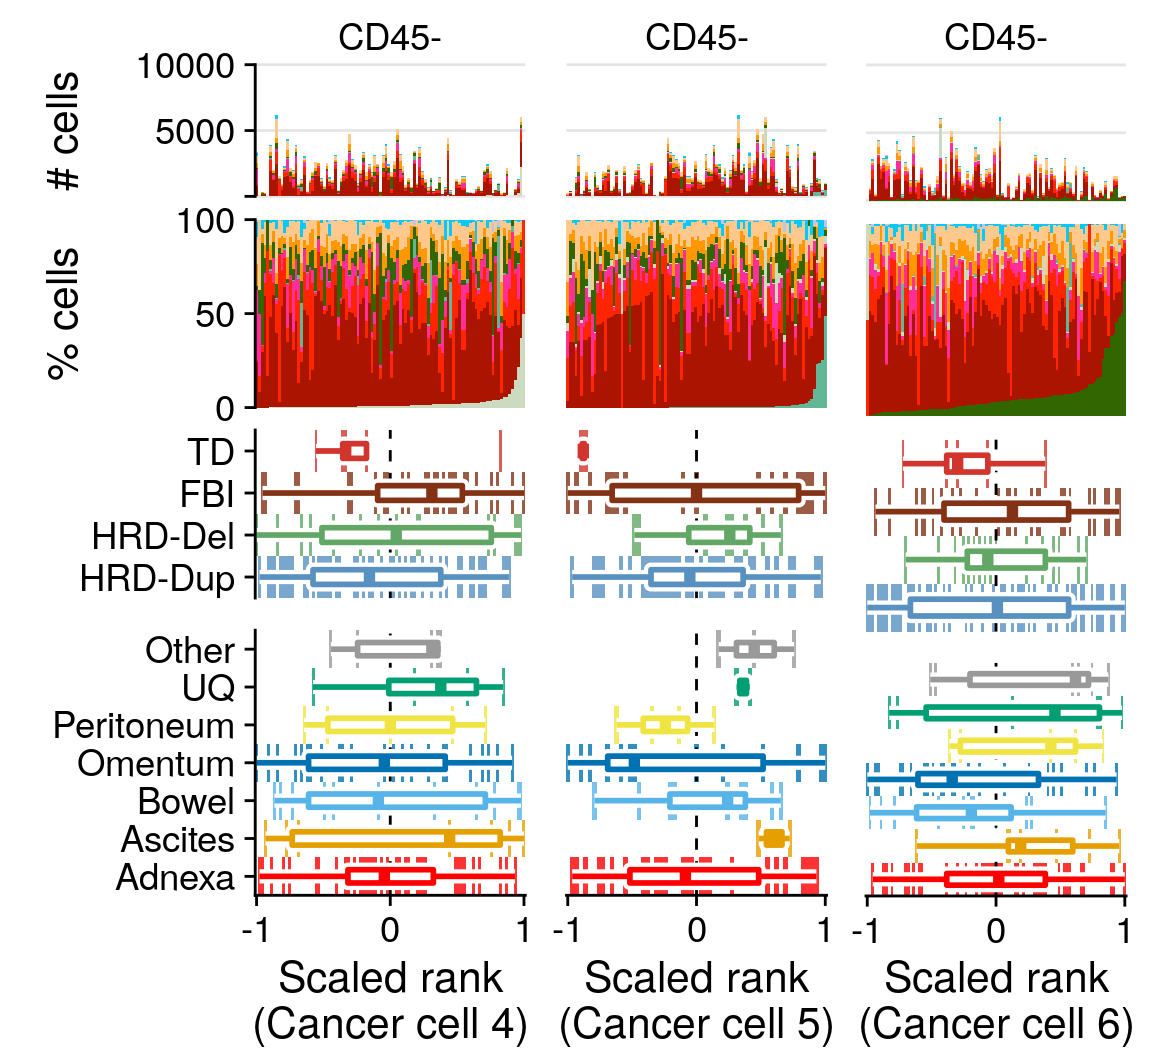 CD45- CD45- CD45-
# cells
10000
5000
% cells
100
50
0
TD
FBI
HRD-Del
HRD-Dup
Other
UQ
Peritoneum
Omentum
Bowel
Ascites
Adnexa
-1 0 1 -1 0 1 -1 0 1
Scaled rank Scaled rank Scaled rank
(Cancer cell 4) (Cancer cell 5) (Cancer cell 6)